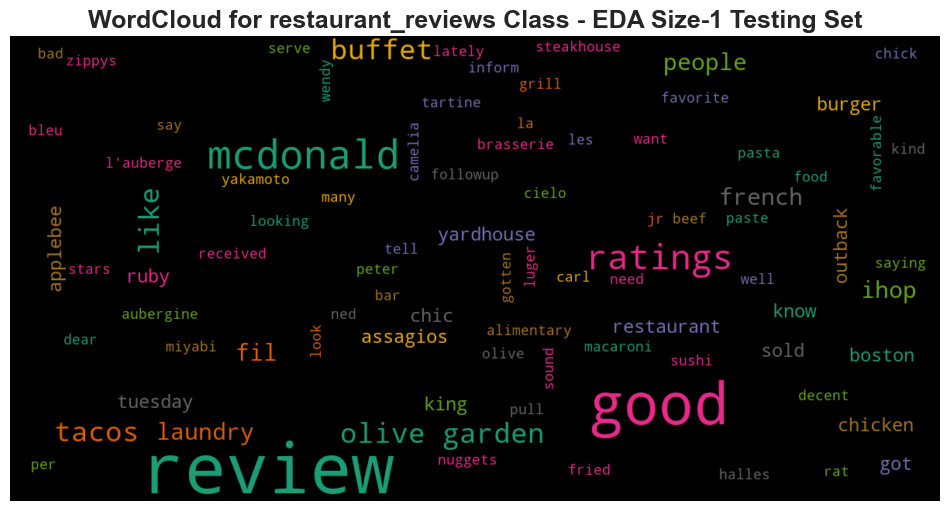 WordCloud for restaurant_reviews Class - EDA Size-1 Testing Set
bad
zippys
serve
buffet
lately
steakhouse
inform
people
chick
wendy
grill
tartine
favorite
burger
bleu
say
la
camelia
brasserie
les
want
favorable
kind
l'auberge
mcdonald
pasta
yakamoto
followup
food
many
cielo
french
like
looking
jr beef
paste
outback
applebee
received
yardhouse
tell
ratings
stars
ruby
peter
gotten
luger
carl
need
well
saying
ihop
bar
aubergine
ned
chic
know
dear
look
assagios
alimentary
restaurant
miyabi
fil
olive
sound
macaroni
sushi
sold
boston
tuesday
king
pull
good
decent
tacos
laundry
olive garden
chicken
per
review
nuggets
fried
halles
rat
got